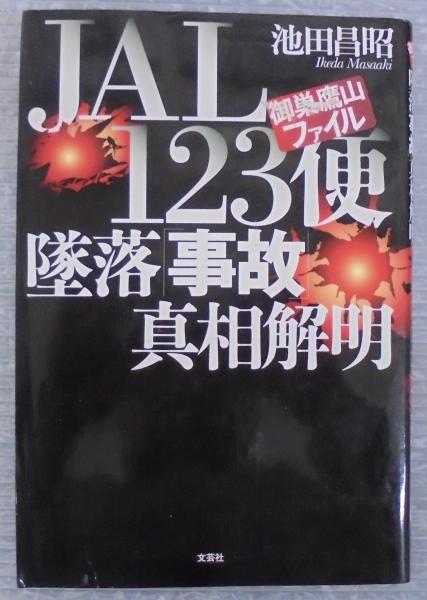 池田昌昭
Ikeda Masaaki
JAL
御巣鷹山
ファイル
123便
墜落「事故」
真相解明
文芸社